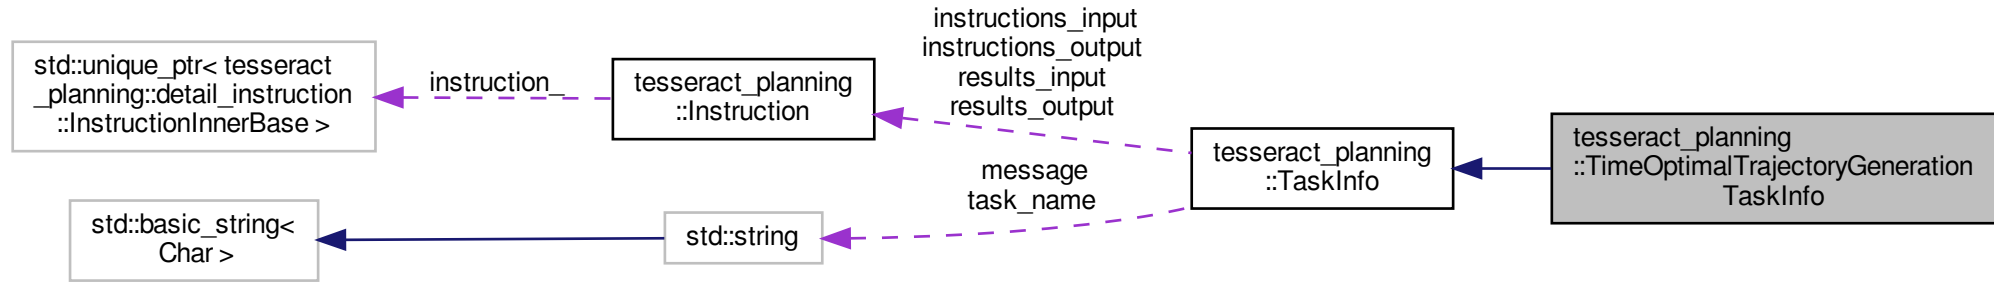 std::unique_ptr< tesseract
_planning::detail_instruction
::InstructionInnerBase >
instruction_
tesseract_planning
::Instruction
instructions_input
instructions_output
results_input
results_output
std::basic_string<
Char >
std::string
message
task_name
tesseract_planning
::TaskInfo
tesseract_planning
::TimeOptimalTrajectoryGeneration
TaskInfo